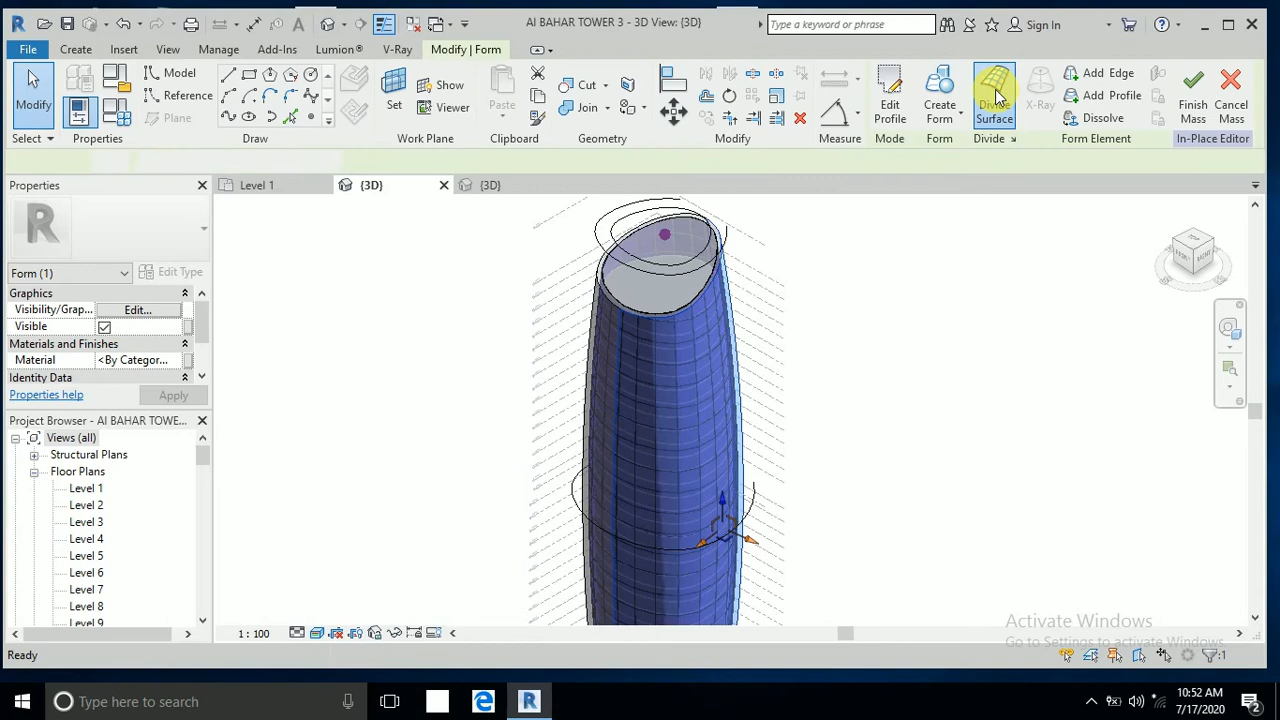 AI BAHAR TOWER 3 - 3D View: {3D}
Type a keyword or phrase
Sign In
File
Create
Insert
View
Manage
Add-Ins
Lumion®
V-Ray
Modify | Form
Modify
Select
Properties
Model
Reference
Plane
Draw
Set
Show
Viewer
Work Plane
Paste
Clipboard
Cut
Join
Geometry
Modify
Measure
Edit
Profile
Mode
Create
Form
Form
Divide
Surface
Divide
X-Ray
Add Edge
Add Profile
Dissolve
Form Element
Finish
Mass
Cancel
Mass
In-Place Editor
Properties
Level 1
{3D}
{3D}
R
Form (1)
Edit Type
Graphics
Visibility/Grap...
Edit...
Visible
Materials and Finishes
Material
<By Categor...
Identity Data
Properties help
Apply
Project Browser - AI BAHAR TOWE...
Views (all)
Structural Plans
Floor Plans
Level 1
Level 2
Level 3
Level 4
Level 5
Level 6
Level 7
Level 8
Level 9
1 : 100
Activate Windows
Go to Settings to activate Windows.
Ready
:1
Type here to search
R
10:52 AM
7/17/2020
2